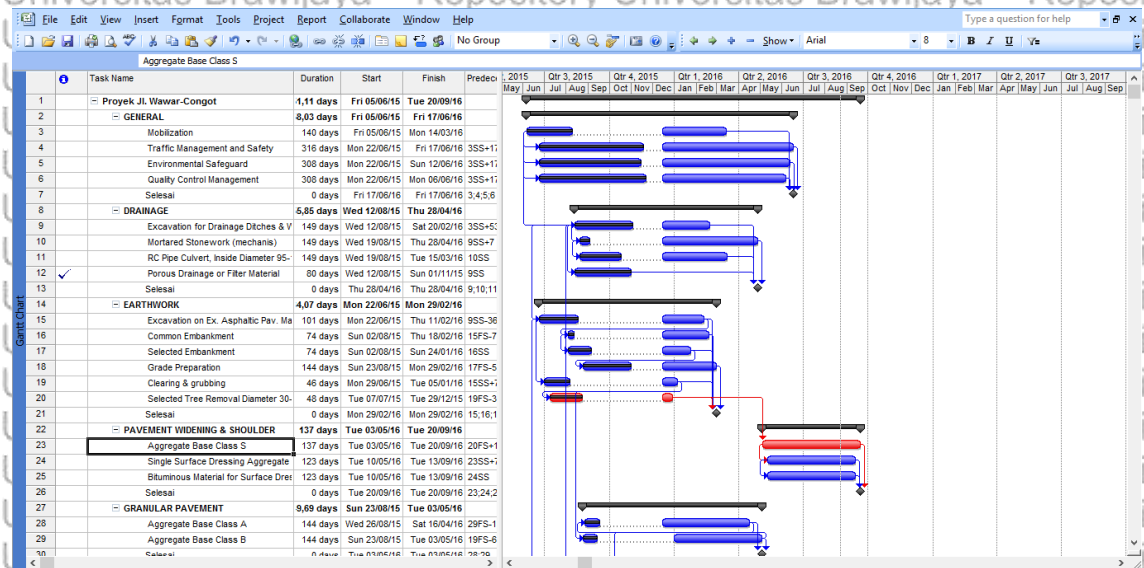 Universitas Brawijaya Repository Universitas Brawijaya Repos
File Edit View Insert Format Tools Project Report Collaborate Window Help Type a question for help
No Group Show Arial 8 B I U
Aggregate Base Class S
Task Name Duration Start Finish Predece , 2015 Qtr 3, 2015 Qtr 4, 2015 Qtr 1, 2016 Qtr 2, 2016 Qtr 3, 2016 Qtr 4, 2016 Qtr 1, 2017 Qtr 2, 2017 Qtr 3, 2017
May Jun Jul Aug Sep Oct Nov Dec Jan Feb Mar Apr May Jun Jul Aug Sep Oct Nov Dec Jan Feb Mar Apr May Jun Jul Aug Sep
1 Proyek Jl. Wawar-Congot 4,11 days Fri 05/06/15 Tue 20/09/16
2 GENERAL 8,03 days Fri 05/06/15 Fri 17/06/16
3 Mobilization 140 days Fri 05/06/15 Mon 14/03/16
4 Traffic Management and Safety 316 days Mon 22/06/15 Fri 17/06/16 3SS+17
5 Environmental Safeguard 308 days Mon 22/06/15 Sun 12/06/16 3SS+17
6 Quality Control Management 308 days Mon 22/06/15 Mon 06/06/16 3SS+17
7 Selesai 0 days Fri 17/06/16 Fri 17/06/16 3;4;5;6
8 DRAINAGE 5,85 days Wed 12/08/15 Thu 28/04/16
9 Excavation for Drainage Ditches & V 149 days Wed 12/08/15 Sat 20/02/16 3SS+53
10 Mortared Stonework (mechanis) 149 days Wed 19/08/15 Thu 28/04/16 9SS+7
11 RC Pipe Culvert, Inside Diameter 95- 149 days Wed 19/08/15 Tue 15/03/16 10SS
12 Porous Drainage or Filter Material 80 days Wed 12/08/15 Sun 01/11/15 9SS
13 Selesai 0 days Thu 28/04/16 Thu 28/04/16 9;10;11
14 EARTHWORK 4,07 days Mon 22/06/15 Mon 29/02/16
15 Excavation on Ex. Asphaltic Pav. Ma 101 days Mon 22/06/15 Thu 11/02/16 9SS-36
16 Common Embankment 74 days Sun 02/08/15 Thu 18/02/16 15FS-7
17 Selected Embankment 74 days Sun 02/08/15 Sun 24/01/16 16SS
18 Grade Preparation 144 days Sun 23/08/15 Mon 29/02/16 17FS-5
19 Clearing & grubbing 46 days Mon 29/06/15 Tue 05/01/16 15SS+7
20 Selected Tree Removal Diameter 30- 48 days Tue 07/07/15 Tue 29/12/15 19FS-3
21 Selesai 0 days Mon 29/02/16 Mon 29/02/16 15;16;1
22 PAVEMENT WIDENING & SHOULDER 137 days Tue 03/05/16 Tue 20/09/16
23 Aggregate Base Class S 137 days Tue 03/05/16 Tue 20/09/16 20FS+1
24 Single Surface Dressing Aggregate 123 days Tue 10/05/16 Tue 13/09/16 23SS+7
25 Bituminous Material for Surface Dres 123 days Tue 10/05/16 Tue 13/09/16 24SS
26 Selesai 0 days Tue 20/09/16 Tue 20/09/16 23;24;2
27 GRANULAR PAVEMENT 9,69 days Sun 23/08/15 Tue 03/05/16
28 Aggregate Base Class A 144 days Wed 26/08/15 Sat 16/04/16 29FS-1
29 Aggregate Base Class B 144 days Sun 23/08/15 Tue 03/05/16 19FS-6
30 Selesai 0 days Tue 03/05/16 Tue 03/05/16 28;29
Gantt Chart